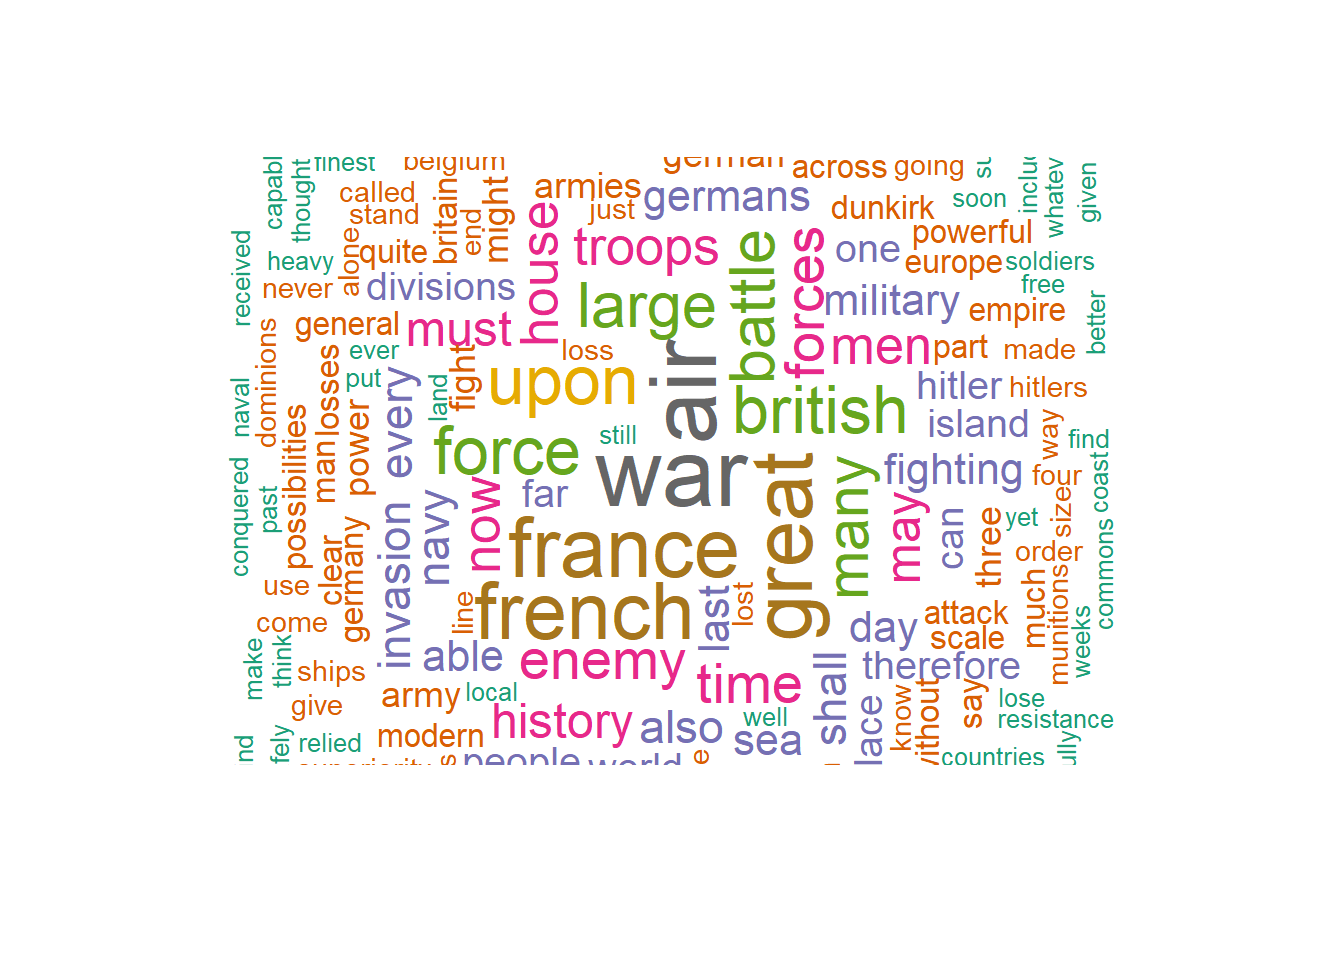 finest
belgium
german
across
going
thought
called
britain
might
armies
germans
dunkirk
soon
given
stand
end
just
received
heavy
alone
quite
house
troops
battle
forces
one
powerful
europe
soldiers
never
divisions
large
military
empire
free
better
general
must
men
part
made
dominions
losses
ever
fight
loss
air
naval
put
every
land
upon
british
hitler
hitlers
possibilities
man
power
force
still
war
island
way
find
conquered
past
clear
germany
invasion
navy
now
far
france
great
many
fighting
may
can
three
four
size
coast
yet
order
commons
use
come
line
french
last
lost
day
attack
scale
much
munitions
weeks
make
think
ships
able
enemy
time
shall
therefore
give
army
local
history
also
well
sea
know
say
lose
resistance
relied
modern
people
world
countries